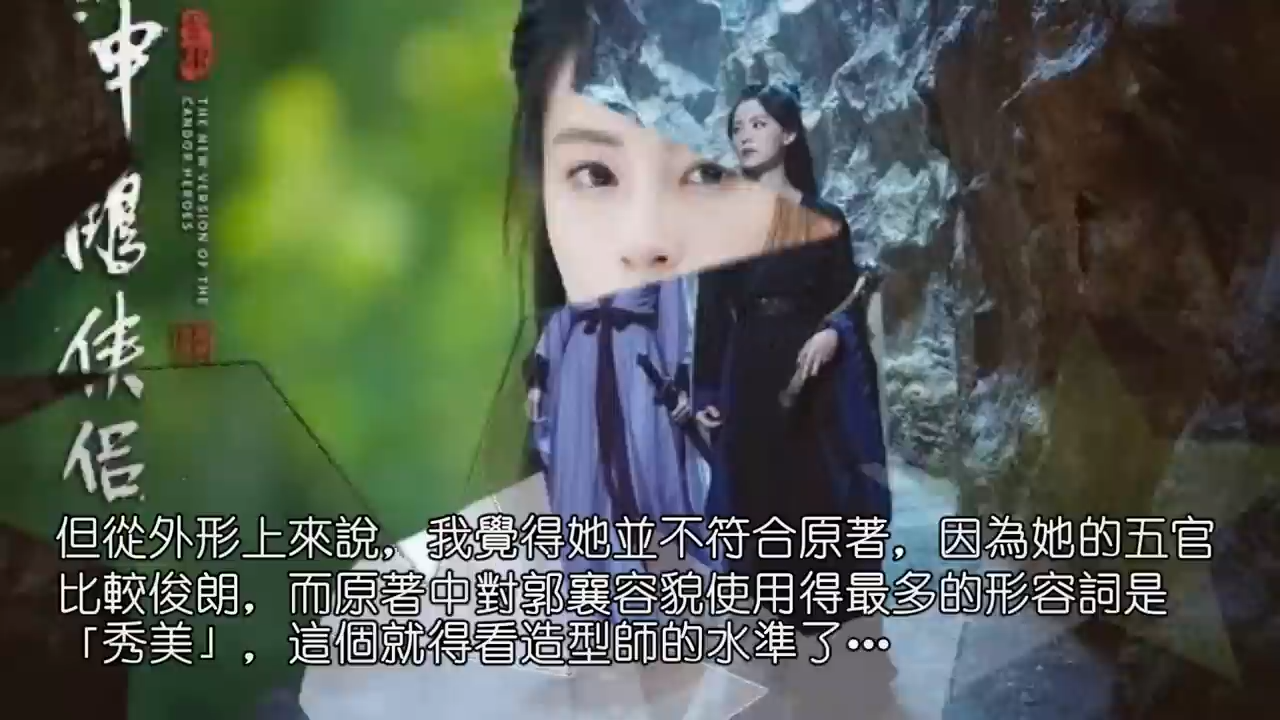 中鵰俠侶
THE NEW VERSION OF THE
CANDOR HEROES
但從外形上來說，我覺得她並不符合原著，因為她的五官
比較俊朗，而原著中對郭襄容貌使用得最多的形容詞是
「秀美」，這個就得看造型師的水準了…